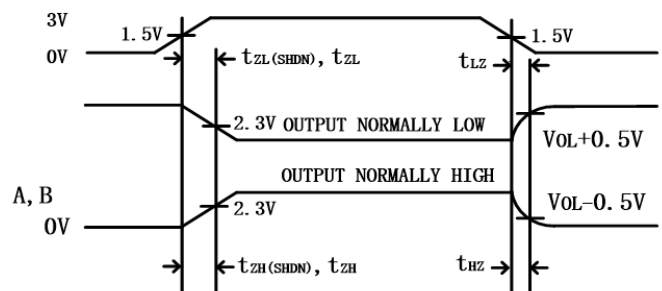 3V
1.5V
0V
tZL(SHDN), tZL
tLZ
1.5V
2.3V
OUTPUT NORMALLY LOW
VOL+0.5V
OUTPUT NORMALLY HIGH
A, B
2.3V
VOL-0.5V
0V
tZH(SHDN), tZH
tHZ